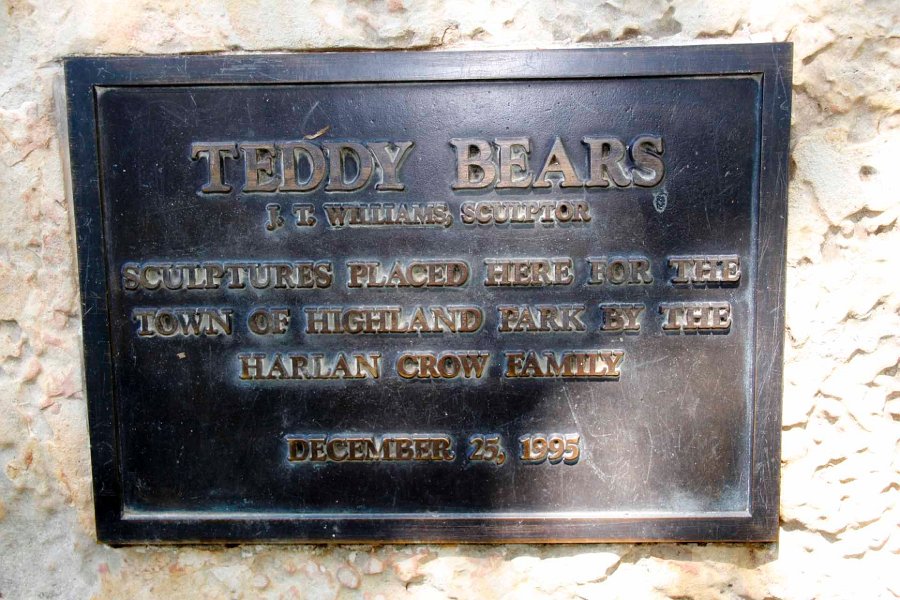 TEDDY BEARS
J. T. WILLIAMS, SCULPTOR
SCULPTURES PLACED HERE FOR THE
TOWN OF HIGHLAND PARK BY THE
HARLAN CROW FAMILY
DECEMBER 25, 1995